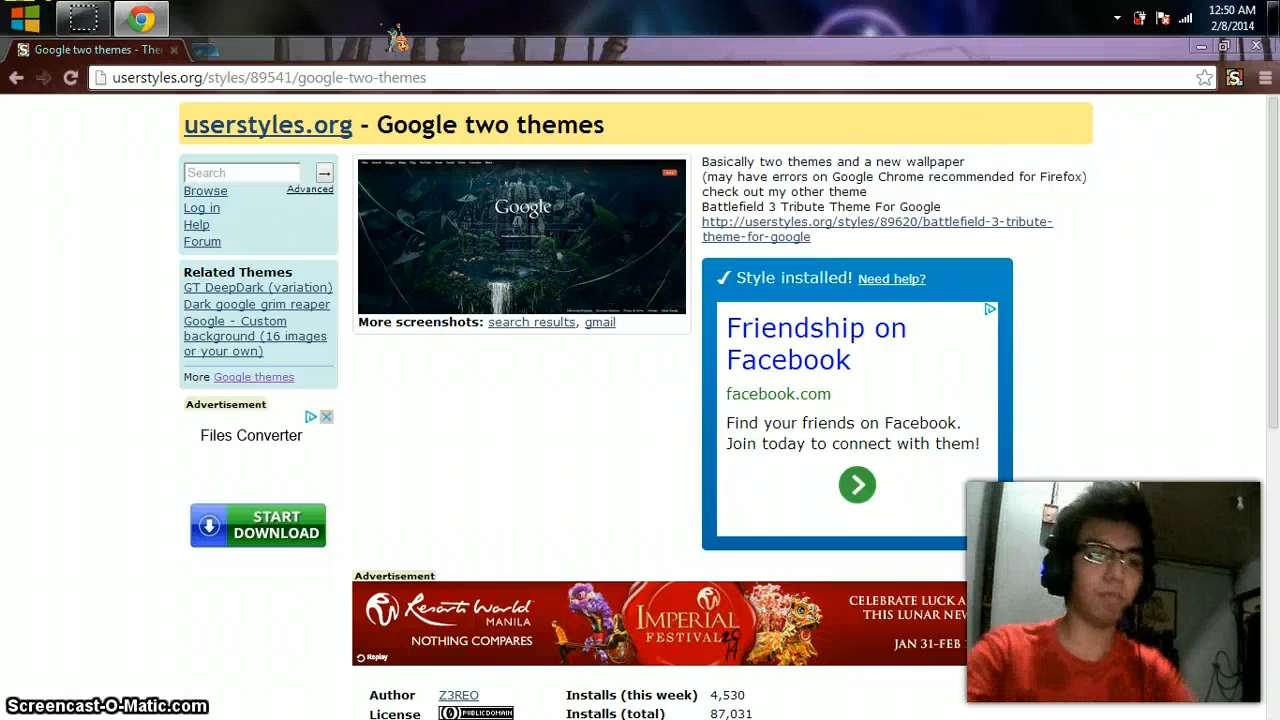 12:50 AM
2/8/2014
Google two themes - The
userstyles.org/styles/89541/google-two-themes
userstyles.org - Google two themes
Search
Advanced
Browse
Log in
Help
Forum
Related Themes
GT DeepDark (variation)
Dark google grim reaper
Google - Custom
background (16 images
or your own)
More Google themes
Advertisement
Files Converter
START
DOWNLOAD
Google
More screenshots: search results, gmail
Basically two themes and a new wallpaper
(may have errors on Google Chrome recommended for Firefox)
check out my other theme
Battlefield 3 Tribute Theme For Google
http://userstyles.org/styles/89620/battlefield-3-tribute-
theme-for-google
Style installed! Need help?
Friendship on
Facebook
facebook.com
Find your friends on Facebook.
Join today to connect with them!
Advertisement
Resorts World
MANILA
NOTHING COMPARES
IMPERIAL
FESTIVAL
CELEBRATE LUCK A
THIS LUNAR NEW
JAN 31-FEB
Replay
Author Z3REO
License PUBLIC DOMAIN
Installs (this week) 4,530
Installs (total) 87,031
Screencast-O-Matic.com